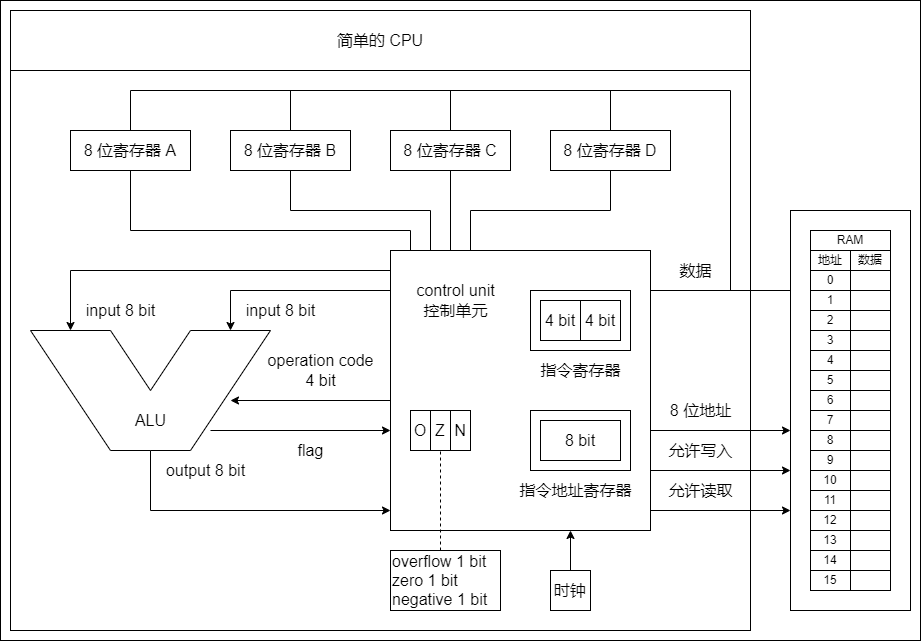 简单的 CPU
8 位寄存器 A
8 位寄存器 B
8 位寄存器 C
8 位寄存器 D
input 8 bit
input 8 bit
ALU
operation code
4 bit
flag
output 8 bit
control unit
控制单元
4 bit
4 bit
指令寄存器
O
Z
N
8 bit
指令地址寄存器
overflow 1 bit
zero 1 bit
negative 1 bit
时钟
数据
8 位地址
允许写入
允许读取
RAM
地址
数据
0
1
2
3
4
5
6
7
8
9
10
11
12
13
14
15